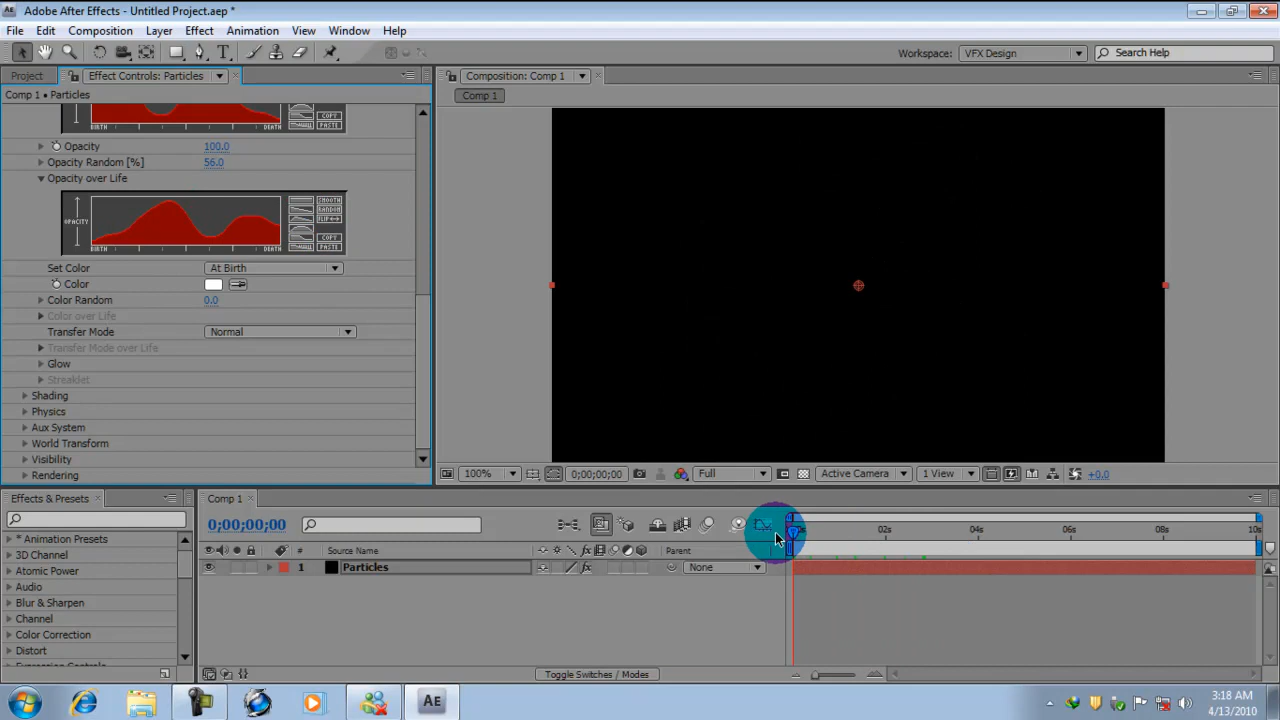 Adobe After Effects - Untitled Project.aep *
File Edit Composition Layer Effect Animation View Window Help
Workspace: VFX Design Search Help
Project Effect Controls: Particles Composition: Comp 1
Comp 1 • Particles
Comp 1
COPY
PASTE
BIRTH DEATH
Opacity 100.0
Opacity Random [%] 56.0
Opacity over Life
SMOOTH
RANDOM
FLIP
OPACITY
COPY
PASTE
BIRTH DEATH
Set Color At Birth
Color
Color Random 0.0
Color over Life
Transfer Mode Normal
Transfer Mode over Life
Glow
Streaklet
Shading
Physics
Aux System
World Transform
Visibility
Rendering
100% 0;00;00;00 Full Active Camera 1 View +0.0
Effects & Presets Comp 1
0;00;00;00
02s 04s 06s 08s 10s
# Source Name Parent
1 Particles None
* Animation Presets
3D Channel
Atomic Power
Audio
Blur & Sharpen
Channel
Color Correction
Distort
Toggle Switches / Modes
AE
3:18 AM
4/13/2010